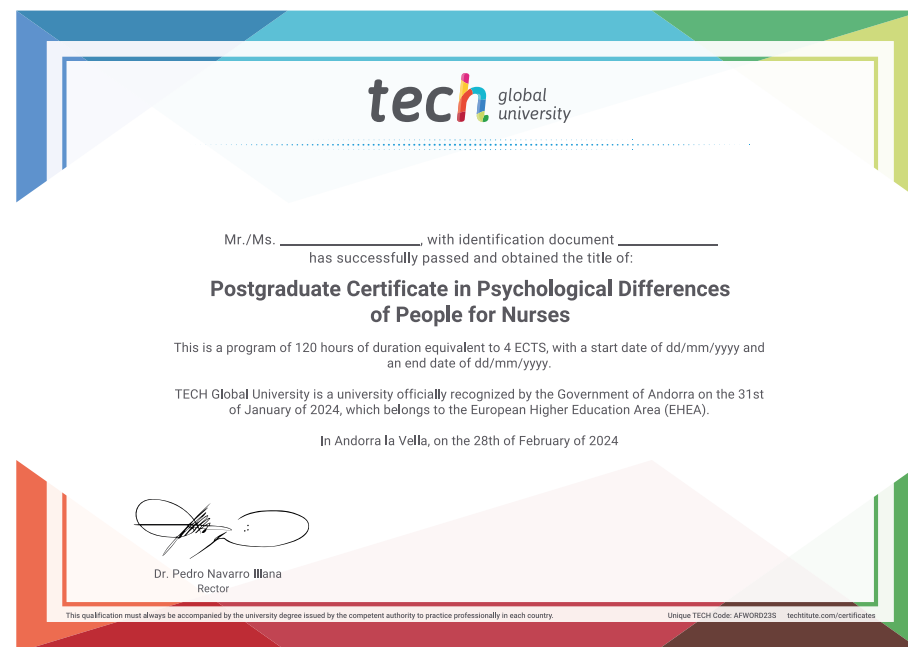 tech global university
Mr./Ms. ____________, with identification document ____________
has successfully passed and obtained the title of:
Postgraduate Certificate in Psychological Differences
of People for Nurses
This is a program of 120 hours of duration equivalent to 4 ECTS, with a start date of dd/mm/yyyy and
an end date of dd/mm/yyyy.
TECH Global University is a university officially recognized by the Government of Andorra on the 31st
of January of 2024, which belongs to the European Higher Education Area (EHEA).
In Andorra la Vella, on the 28th of February of 2024
Dr. Pedro Navarro Illana
Rector
This qualification must always be accompanied by the university degree issued by the competent authority to practice professionally in each country.
Unique TECH Code: AFWORD23S techtitute.com/certificates